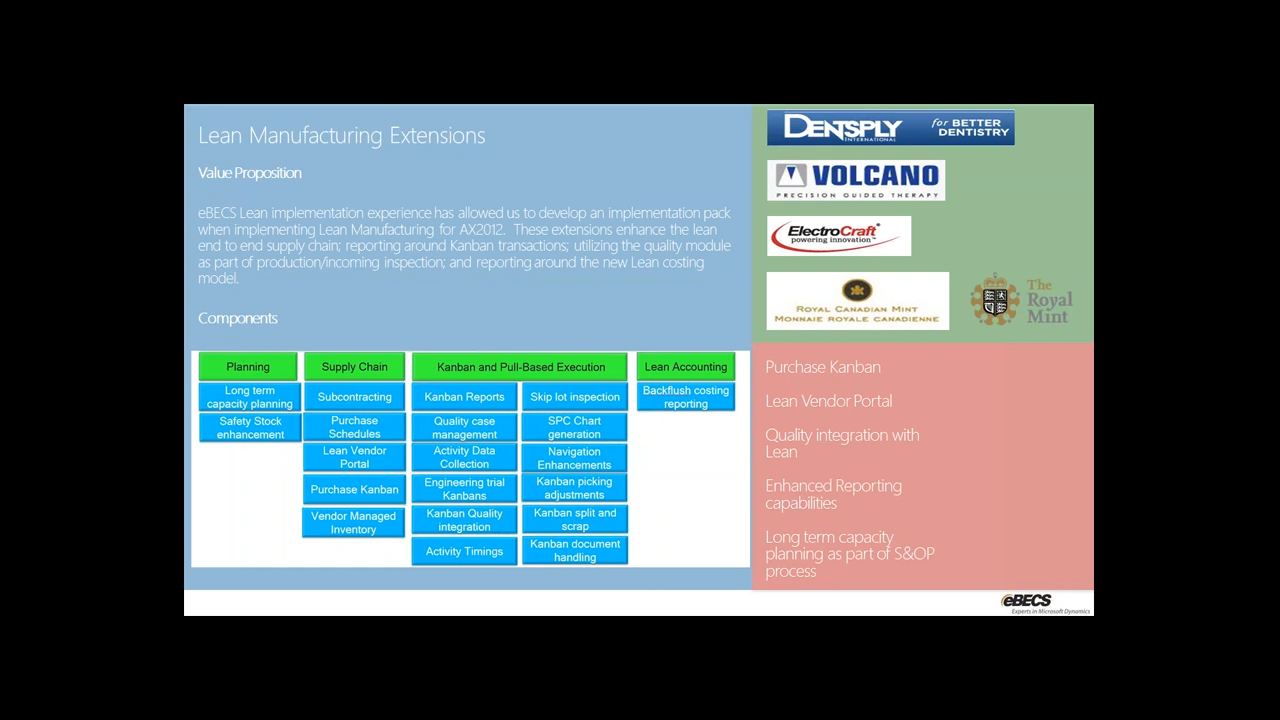 Lean Manufacturing Extensions
Value Proposition
eBECS Lean implementation experience has allowed us to develop an implementation pack
when implementing Lean Manufacturing for AX2012. These extensions enhance the lean
end to end supply chain; reporting around Kanban transactions; utilizing the quality module
as part of production/incoming inspection; and reporting around the new Lean costing
model.
Components
Planning
Long term
capacity planning
Safety Stock
enhancement
Supply Chain
Subcontracting
Purchase
Schedules
Lean Vendor
Portal
Purchase Kanban
Vendor Managed
Inventory
Kanban and Pull-Based Execution
Kanban Reports
Quality case
management
Activity Data
Collection
Engineering trial
Kanbans
Kanban Quality
integration
Activity Timings
Skip lot inspection
SPC Chart
generation
Navigation
Enhancements
Kanban picking
adjustments
Kanban split and
scrap
Kanban document
handling
Lean Accounting
Backflush costing
reporting
DENTSPLY
INTERNATIONAL
for BETTER
DENTISTRY
VOLCANO
PRECISION GUIDED THERAPY
ElectroCraft®
powering innovation™
ROYAL CANADIAN MINT
MONNAIE ROYALE CANADIENNE
The
Royal
Mint
Purchase Kanban
Lean Vendor Portal
Quality integration with
Lean
Enhanced Reporting
capabilities
Long term capacity
planning as part of S&OP
process
eBECS
Experts in Microsoft Dynamics